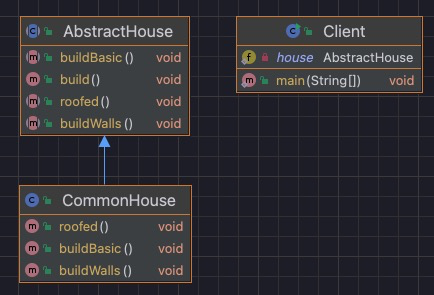 AbstractHouse
buildBasic() void
build() void
roofed() void
buildWalls() void
Client
house AbstractHouse
main(String[]) void
CommonHouse
roofed() void
buildBasic() void
buildWalls() void